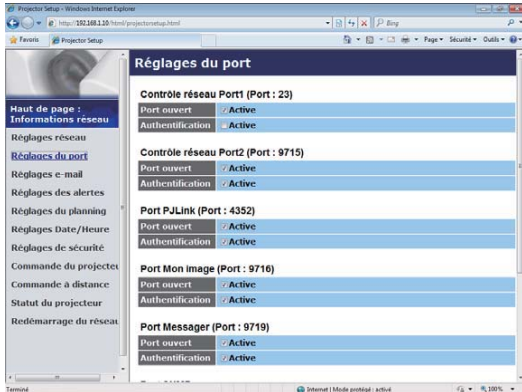 Projector Setup - Windows Internet Explorer
http://192.168.1.10/html/projectorsetup.html
Bing
Favoris
Projector Setup
Page
Sécurité
Outils
Haut de page :
Informations réseau
Réglages réseau
Réglages du port
Réglages e-mail
Réglages des alertes
Réglages du planning
Réglages Date/Heure
Réglages de sécurité
Commande du projecteu
Commande à distance
Statut du projecteur
Redémarrage du réseau
Réglages du port
Contrôle réseau Port1 (Port : 23)
Port ouvert Active
Authentification Active
Contrôle réseau Port2 (Port : 9715)
Port ouvert Active
Authentification Active
Port PJLink (Port : 4352)
Port ouvert Active
Authentification Active
Port Mon image (Port : 9716)
Port ouvert Active
Authentification Active
Port Messager (Port : 9719)
Port ouvert Active
Authentification Active
Terminé
Internet | Mode protégé : activé
100%